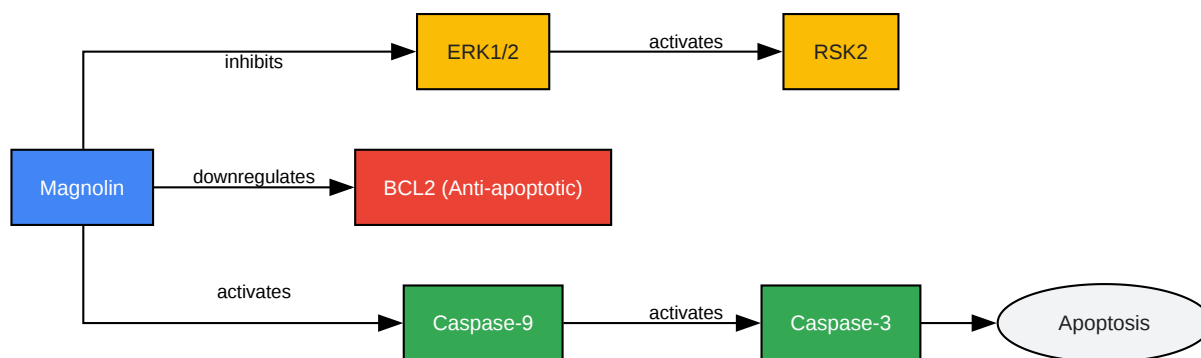 activates
ERK1/2
RSK2
inhibits
Magnolin
downregulates
BCL2 (Anti-apoptotic)
activates
Caspase-9
activates
Caspase-3
Apoptosis